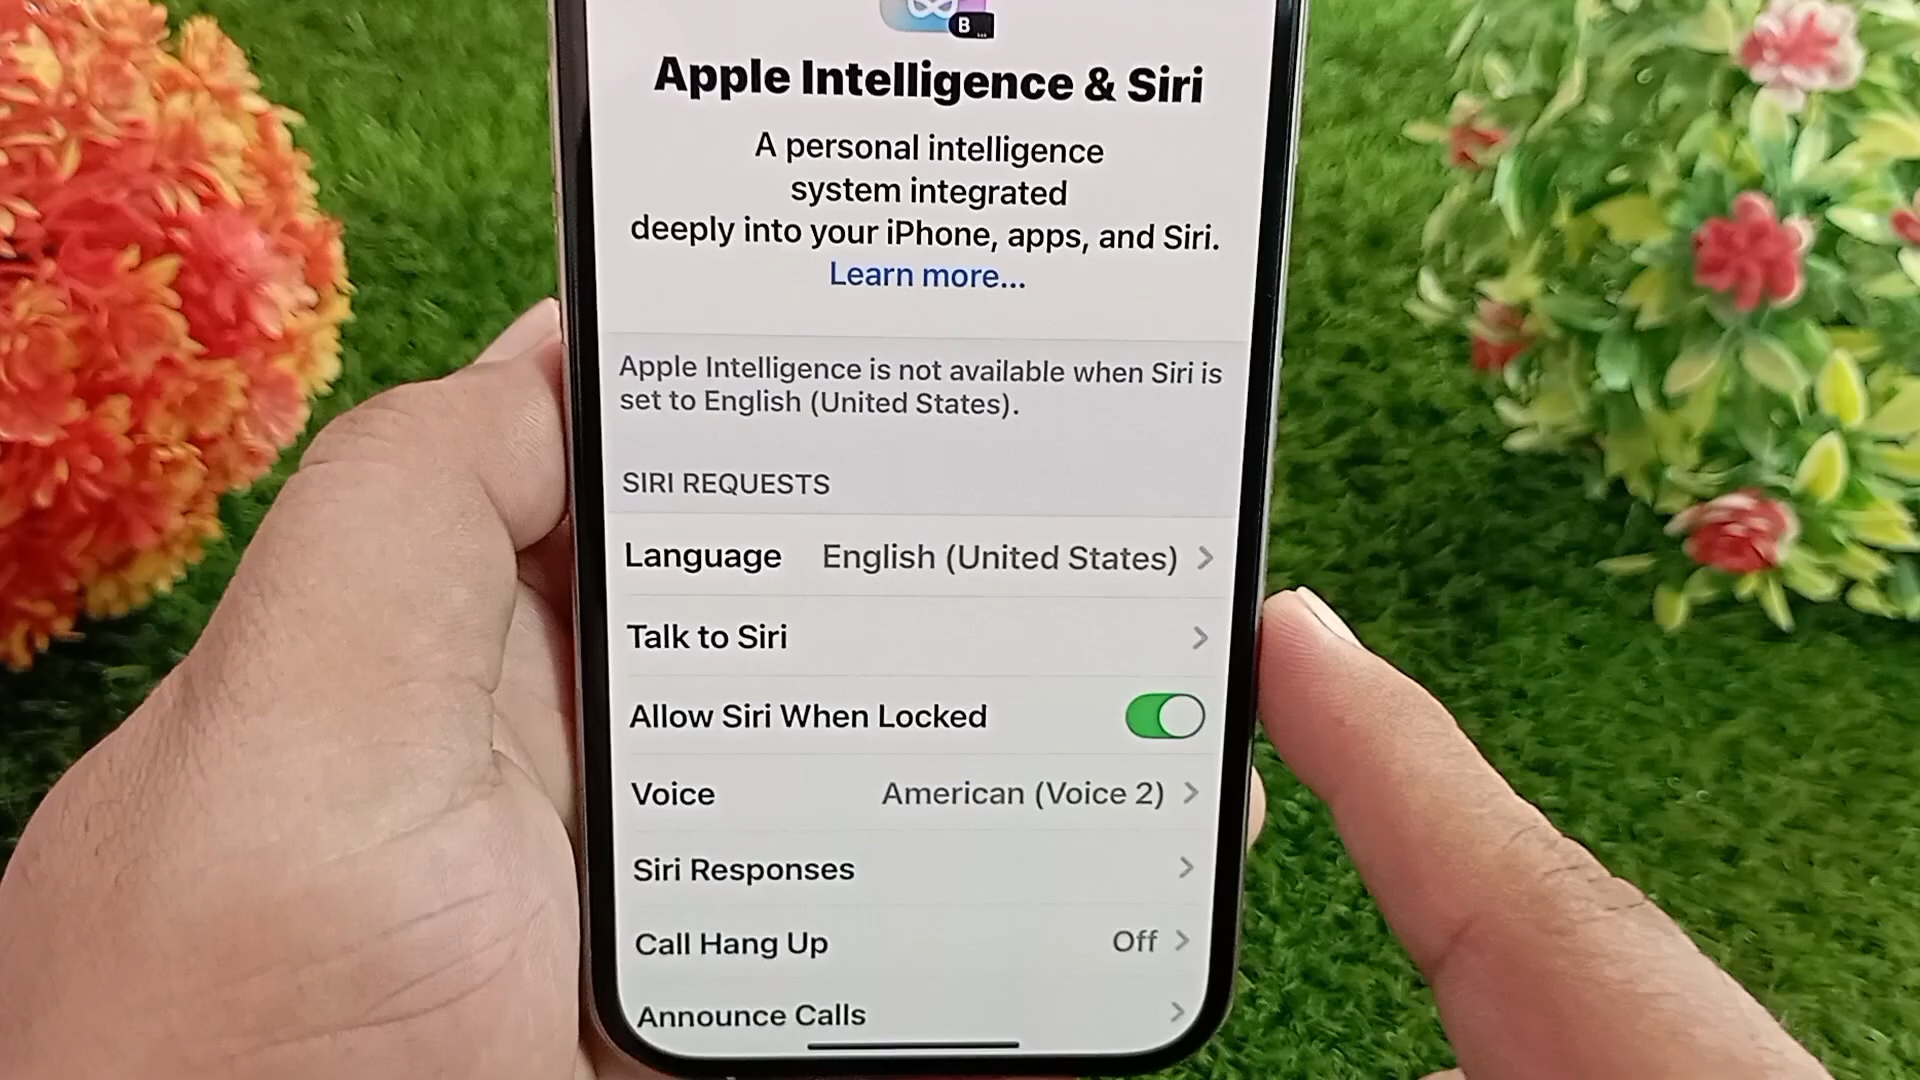 B
Apple Intelligence & Siri
A personal intelligence
system integrated
deeply into your iPhone, apps, and Siri.
Learn more...
Apple Intelligence is not available when Siri is
set to English (United States).
SIRI REQUESTS
Language English (United States)
Talk to Siri
Allow Siri When Locked
Voice American (Voice 2)
Siri Responses
Call Hang Up Off
Announce Calls